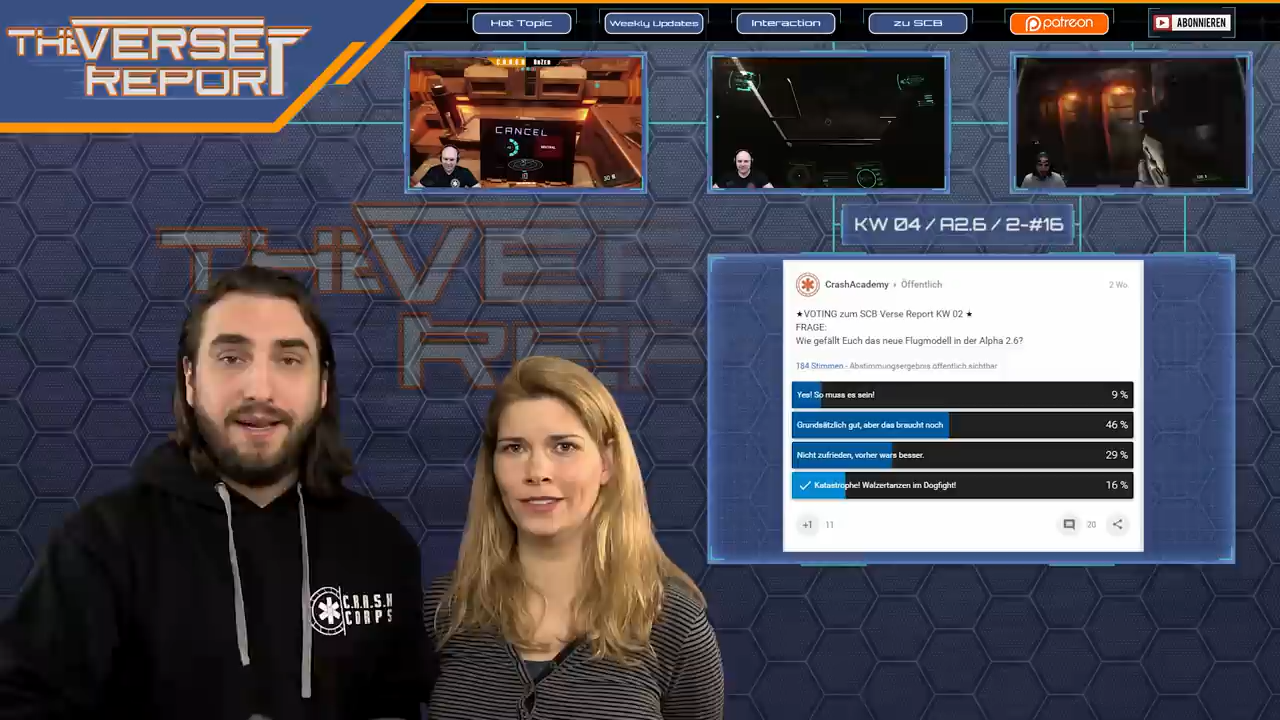 THE VERSE REPORT
Hot Topic
Weekly Updates
Interaction
zu SCB
patreon
ABONNIEREN
CANCEL
KW 04 / A2.6 / 2-#16
THE VER
REP
CrashAcademy › Öffentlich
2 Wo.
★VOTING zum SCB Verse Report KW 02 ★
FRAGE:
Wie gefällt Euch das neue Flugmodell in der Alpha 2.6?
184 Stimmen - Abstimmungsergebnis öffentlich sichtbar
Yes! So muss es sein! 9 %
Grundsätzlich gut, aber das braucht noch 46 %
Nicht zufrieden, vorher wars besser. 29 %
Katastrophe! Walzertanzen im Dogfight! 16 %
+1 11
20
C.R.A.S.H
CORPS